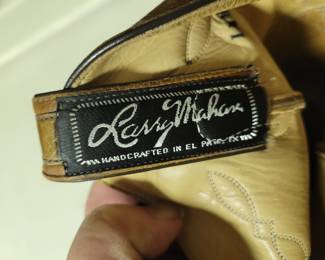 Larry Mahan
HANDCRAFTED IN EL PASO, TX